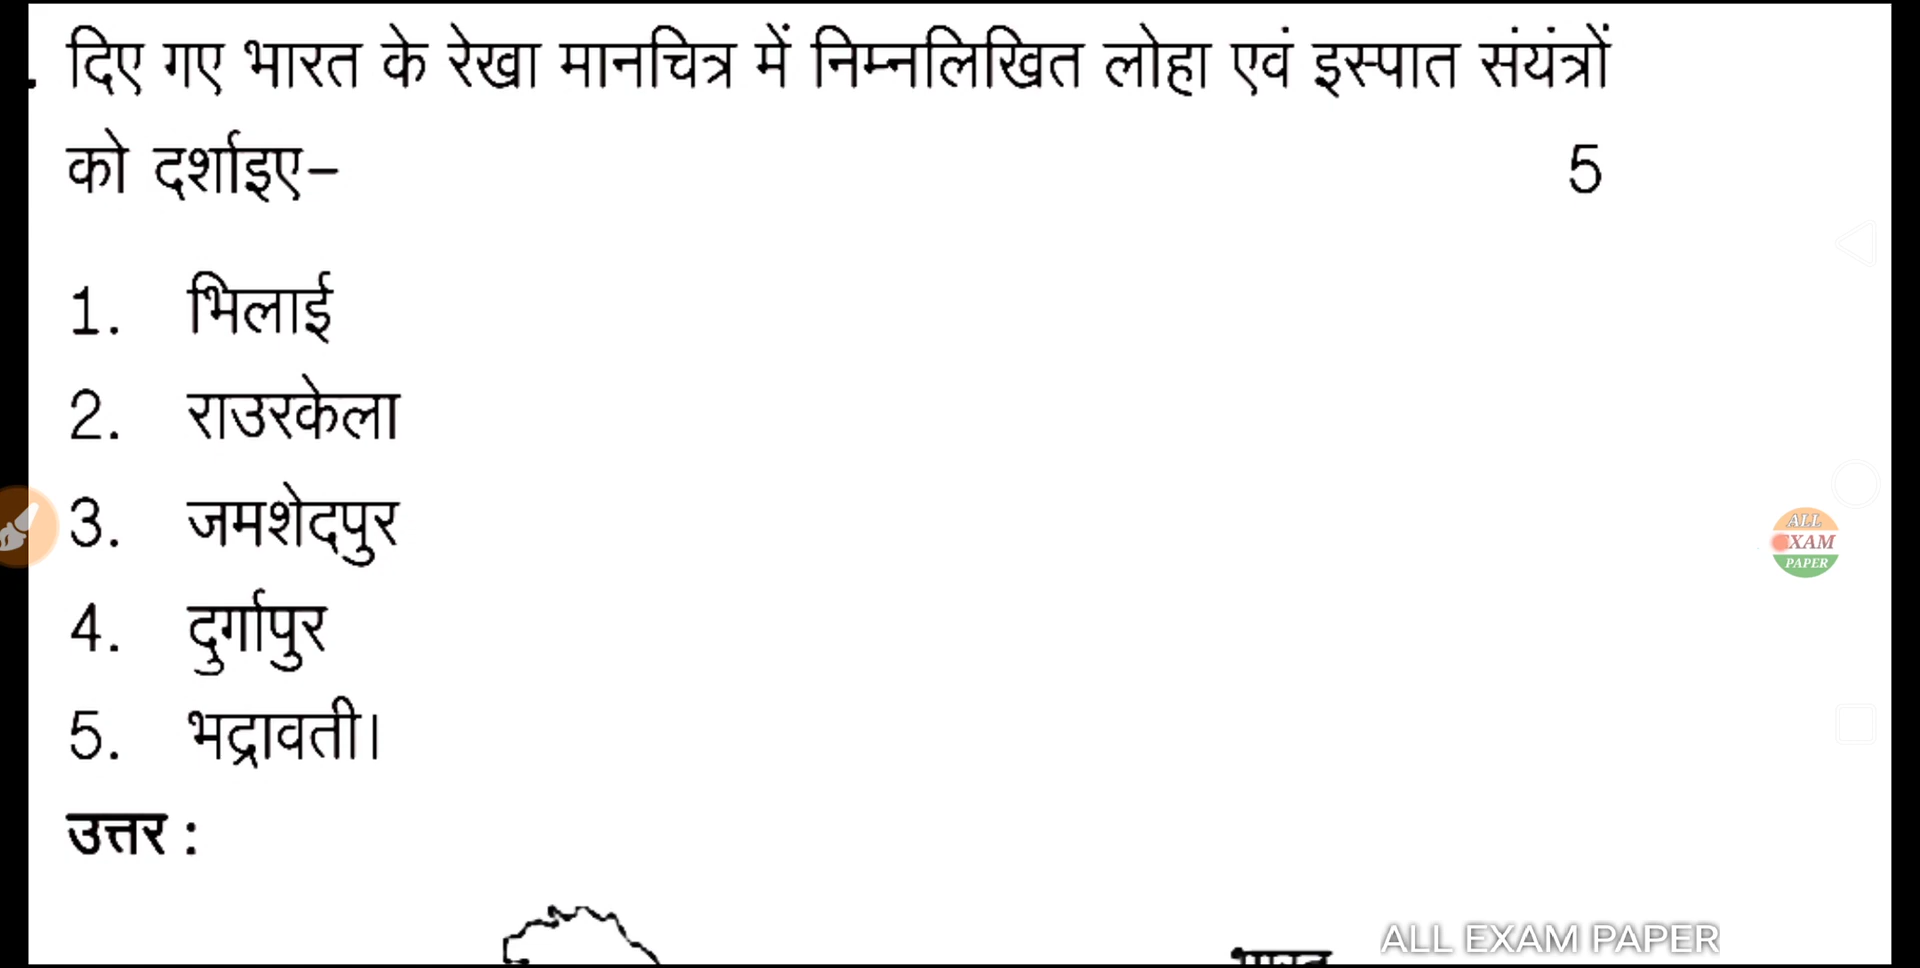 . दिए गए भारत के रेखा मानचित्र में निम्नलिखित लोहा एवं इस्पात संयंत्रों
को दर्शाइए– 5
1. भिलाई
2. राउरकेला
3. जमशेदपुर
4. दुर्गापुर
5. भद्रावती।
उत्तर :
ALL
EXAM
PAPER
ALL EXAM PAPER